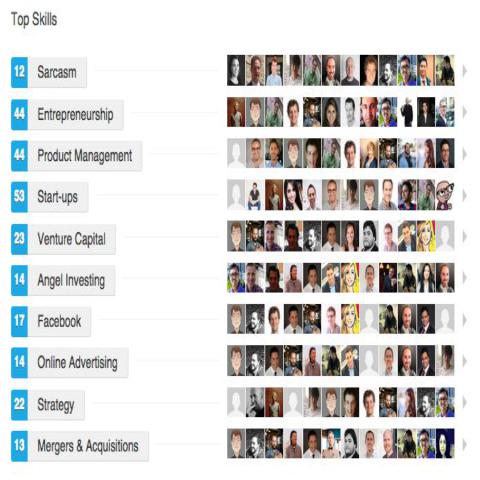 Top Skills
12 Sarcasm
44 Entrepreneurship
44 Product Management
53 Start-ups
23 Venture Capital
14 Angel Investing
17 Facebook
14 Online Advertising
22 Strategy
13 Mergers & Acquisitions